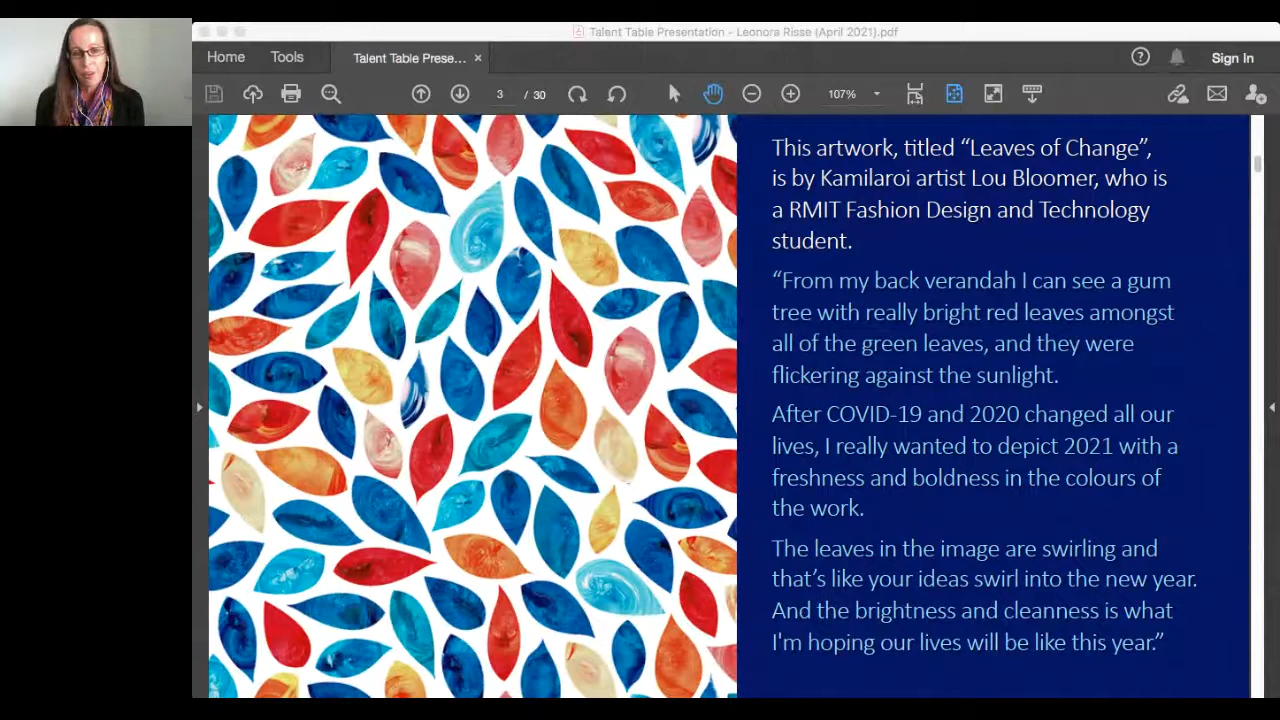 Talent Table Presentation - Leonora Risse (April 2021).pdf
Home Tools Talent Table Prese... × Sign In
3 / 30 107%
This artwork, titled “Leaves of Change”,
is by Kamilaroi artist Lou Bloomer, who is
a RMIT Fashion Design and Technology
student.
“From my back verandah I can see a gum
tree with really bright red leaves amongst
all of the green leaves, and they were
flickering against the sunlight.
After COVID-19 and 2020 changed all our
lives, I really wanted to depict 2021 with a
freshness and boldness in the colours of
the work.
The leaves in the image are swirling and
that’s like your ideas swirl into the new year.
And the brightness and cleanness is what
I'm hoping our lives will be like this year.”